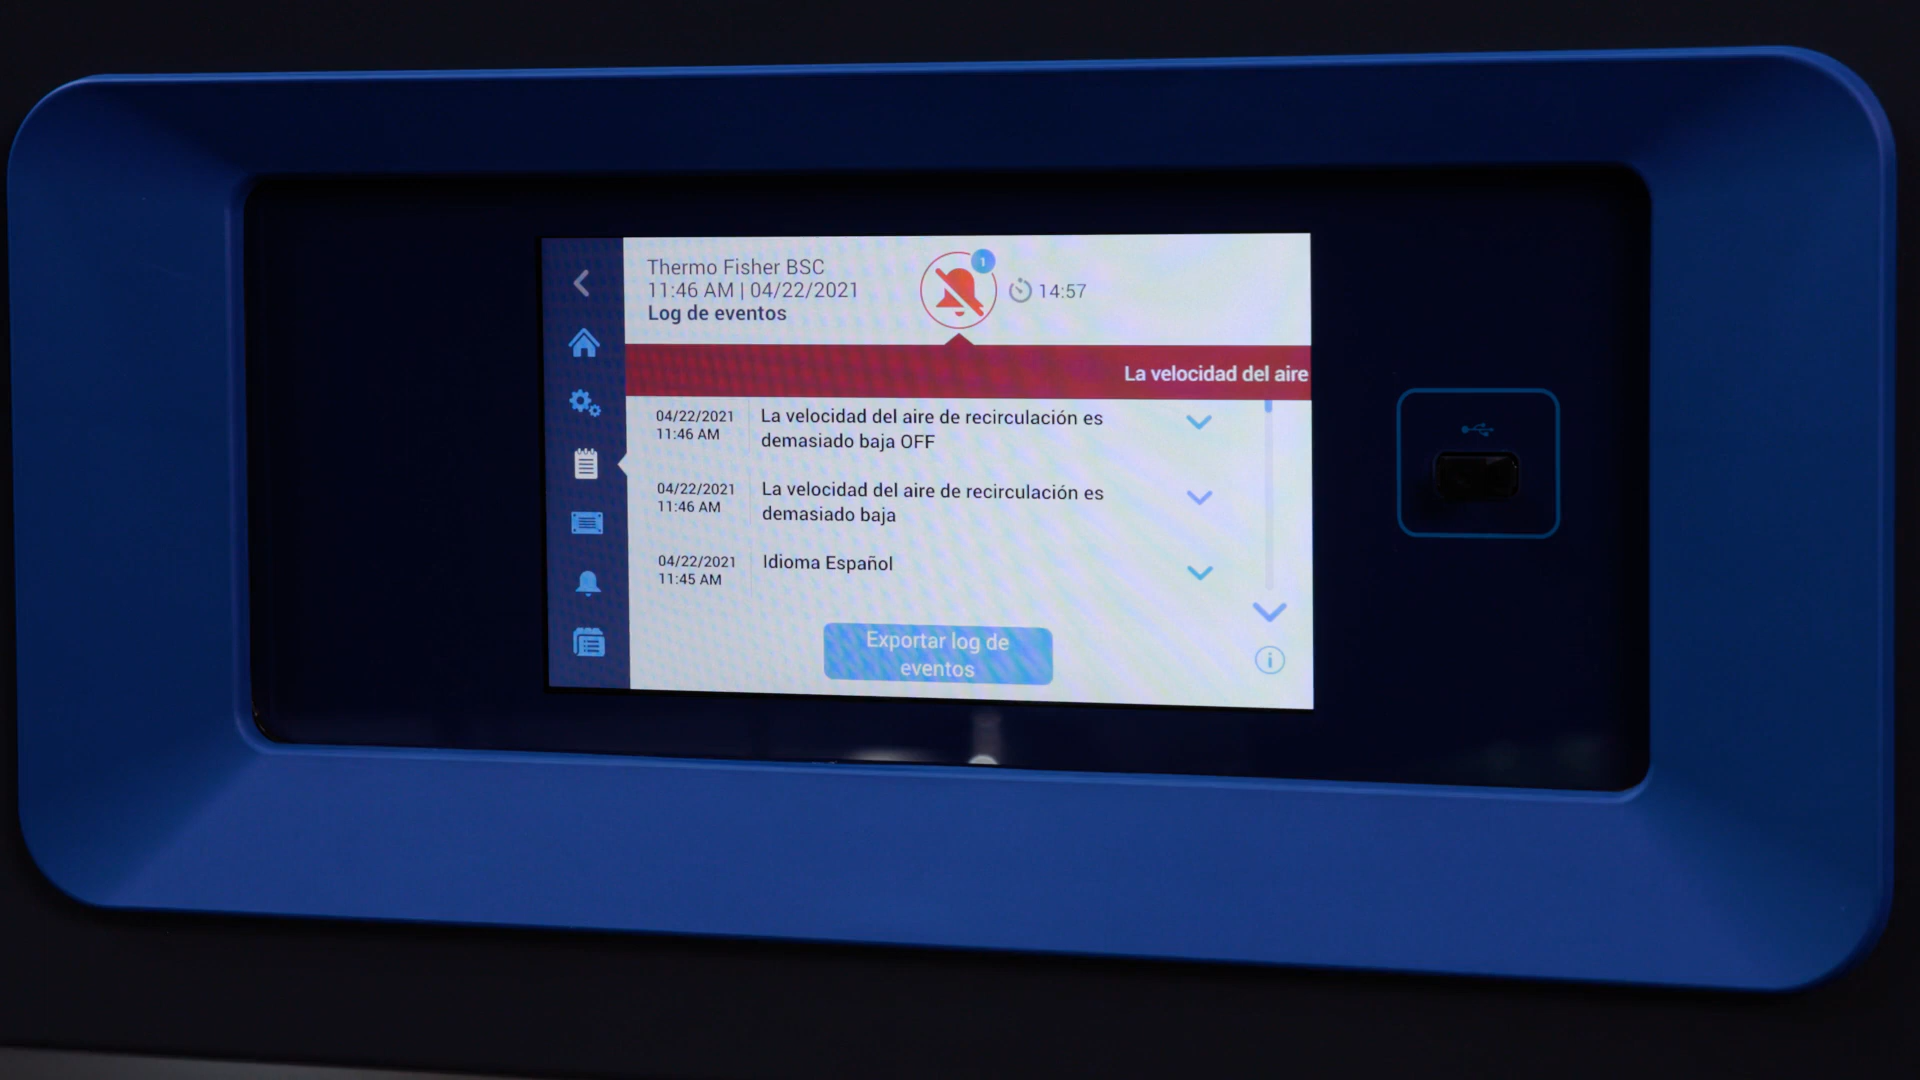 Thermo Fisher BSC
11:46 AM | 04/22/2021
Log de eventos
1
14:57
La velocidad del aire
04/22/2021
11:46 AM
La velocidad del aire de recirculación es
demasiado baja OFF
04/22/2021
11:46 AM
La velocidad del aire de recirculación es
demasiado baja
04/22/2021
11:45 AM
Idioma Español
Exportar log de
eventos